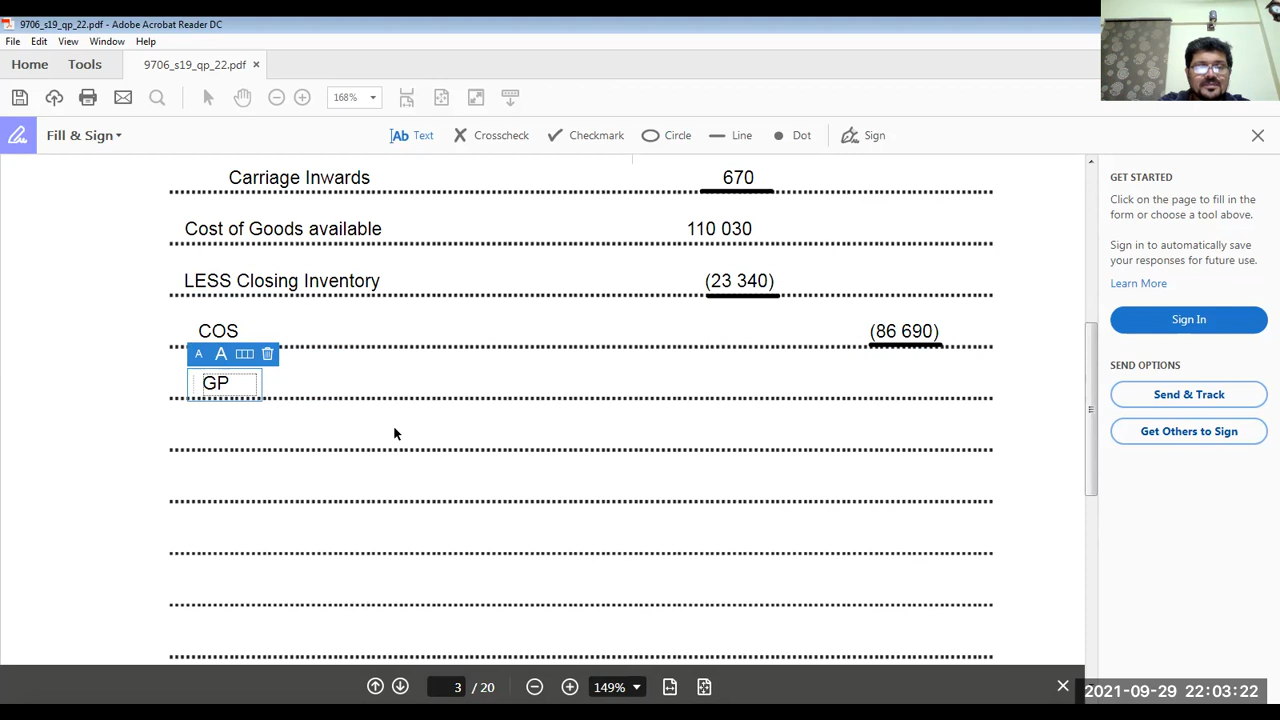 9706_s19_qp_22.pdf - Adobe Acrobat Reader DC
File Edit View Window Help
Home Tools 9706_s19_qp_22.pdf ×
168%
Fill & Sign Ab Text Crosscheck Checkmark Circle Line Dot Sign
Carriage Inwards 670
Cost of Goods available 110 030
LESS Closing Inventory (23 340)
COS (86 690)
A A
GP
GET STARTED
Click on the page to fill in the
form or choose a tool above.
Sign in to automatically save
your responses for future use.
Learn More
Sign In
SEND OPTIONS
Send & Track
Get Others to Sign
3 / 20 149%
2021-09-29 22:03:22